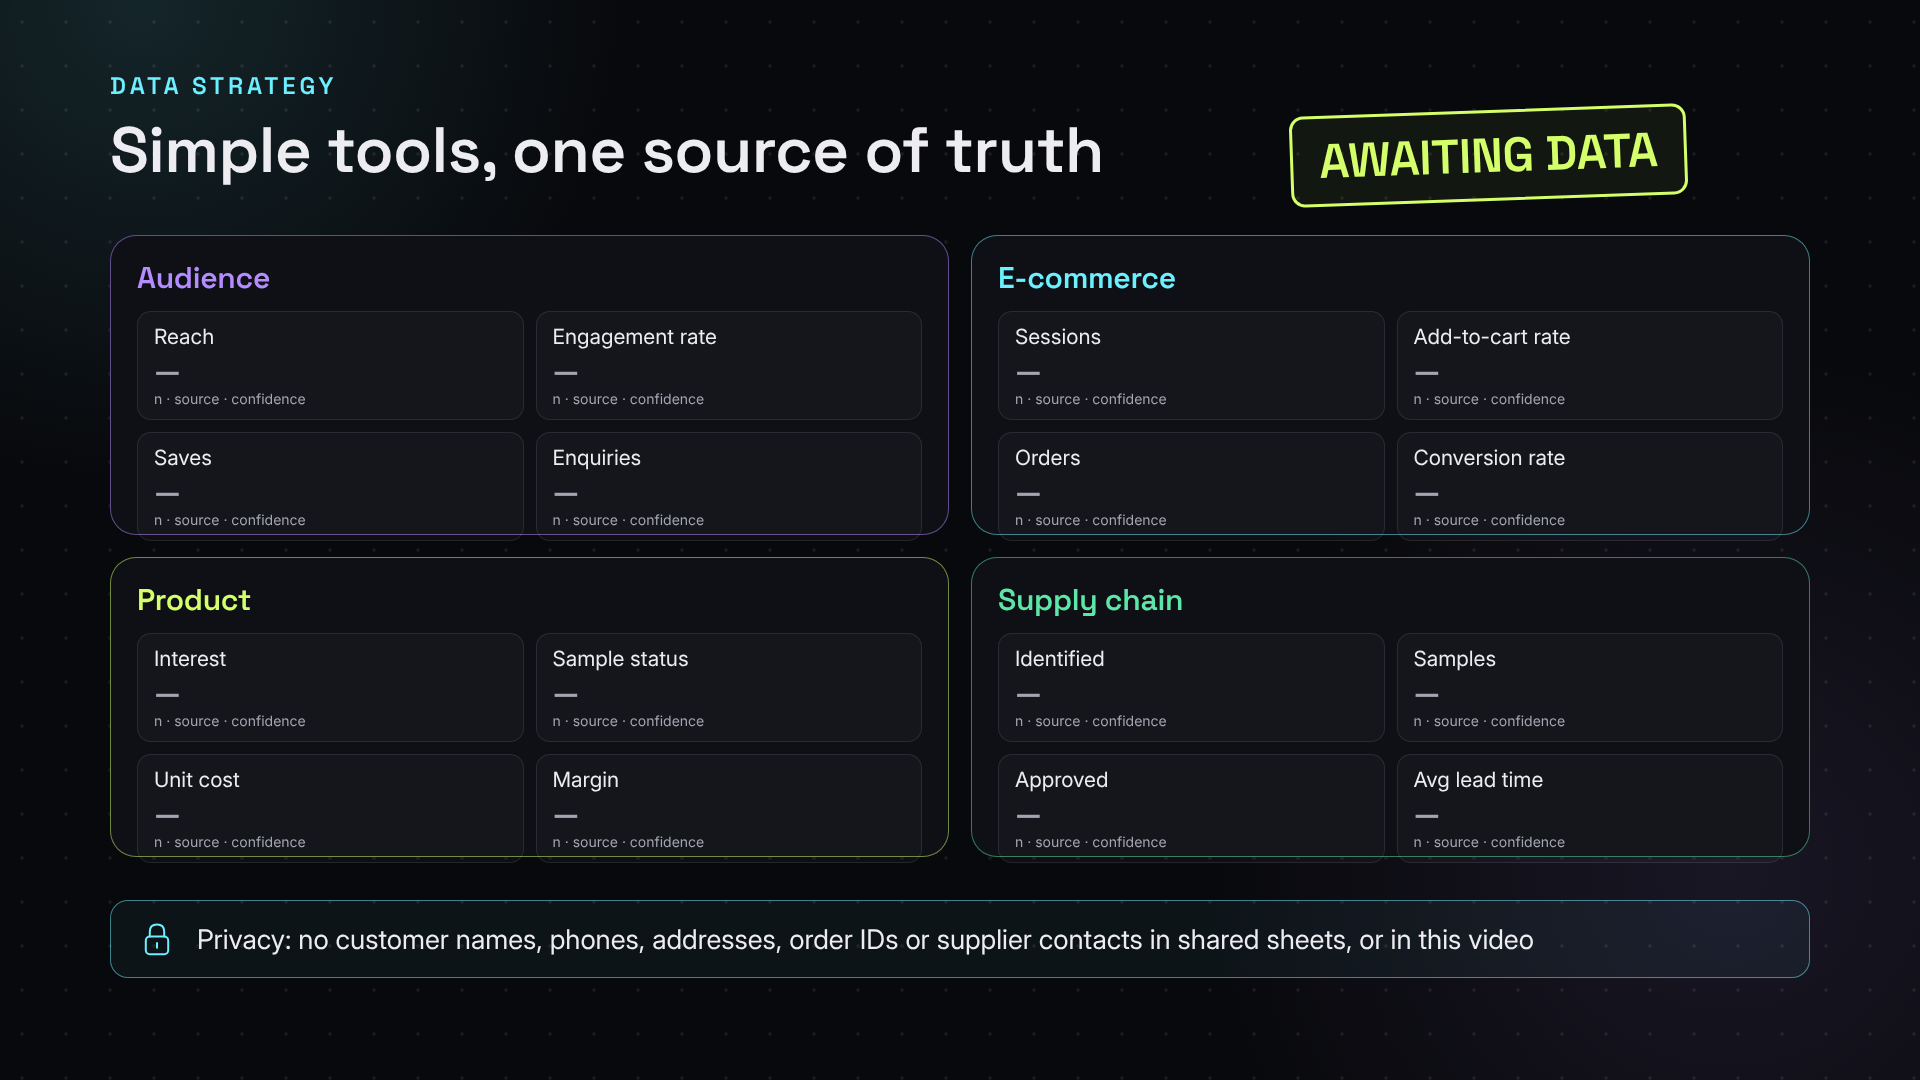 DATA STRATEGY
Simple tools, one source of truth
AWAITING DATA
Audience
Reach
—
n · source · confidence
Engagement rate
—
n · source · confidence
Saves
—
n · source · confidence
Enquiries
—
n · source · confidence
E-commerce
Sessions
—
n · source · confidence
Add-to-cart rate
—
n · source · confidence
Orders
—
n · source · confidence
Conversion rate
—
n · source · confidence
Product
Interest
—
n · source · confidence
Sample status
—
n · source · confidence
Unit cost
—
n · source · confidence
Margin
—
n · source · confidence
Supply chain
Identified
—
n · source · confidence
Samples
—
n · source · confidence
Approved
—
n · source · confidence
Avg lead time
—
n · source · confidence
Privacy: no customer names, phones, addresses, order IDs or supplier contacts in shared sheets, or in this video